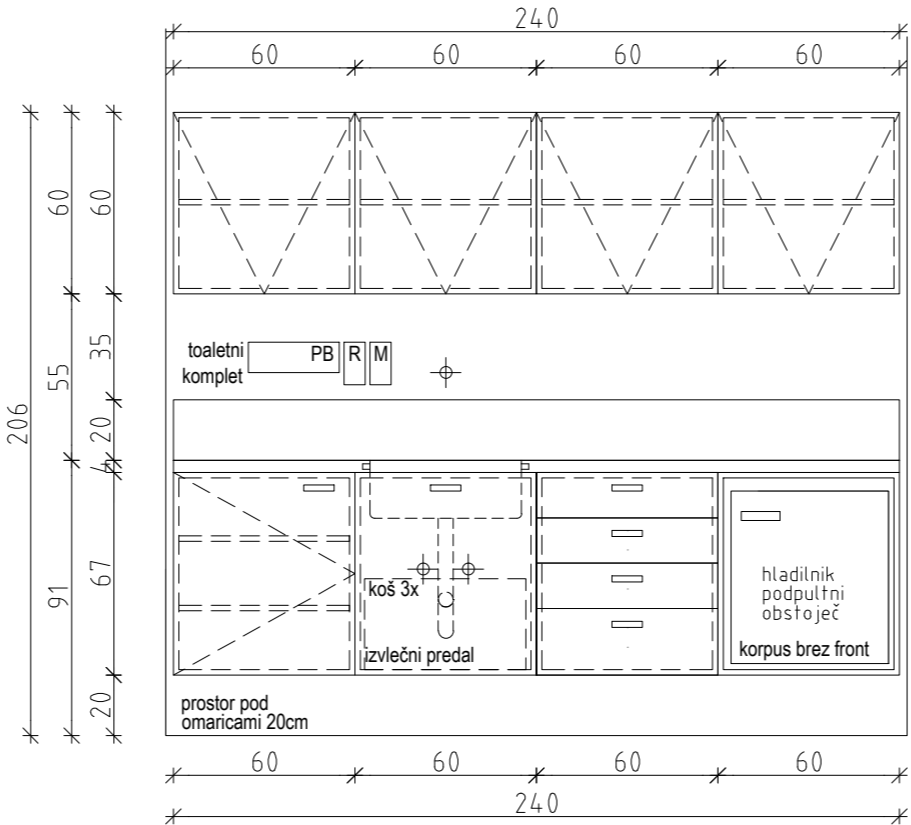 240
60 60 60 60
206
60
55
91
60
35
20
4
67
20
toaletni
komplet
PB R M
koš 3x
izvlečni predal
hladilnik
podpultni
obstoječ
korpus brez front
prostor pod
omaricami 20cm
60 60 60 60
240